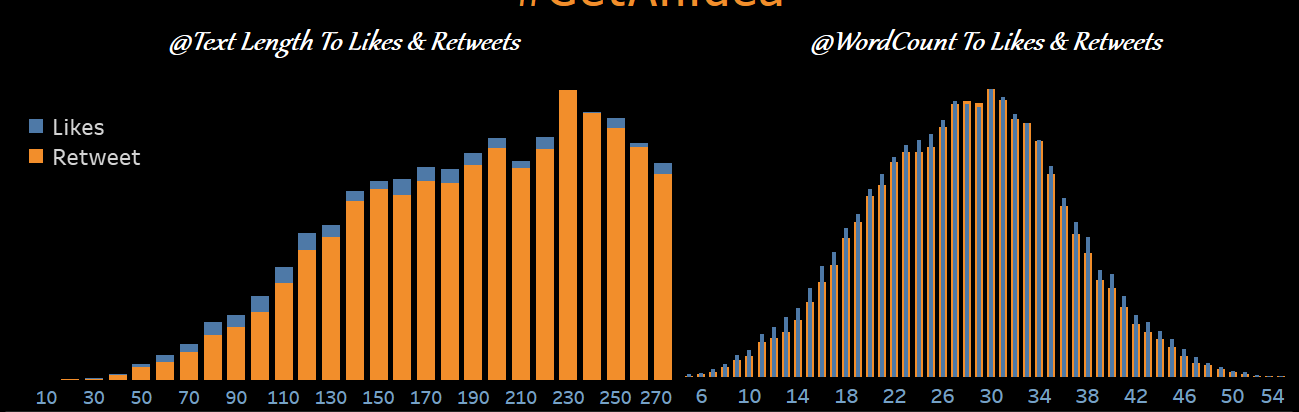 @Text Length To Likes & Retweets
Likes
Retweet
10 30 50 70 90 110 130 150 170 190 210 230 250 270
@WordCount To Likes & Retweets
6 10 14 18 22 26 30 34 38 42 46 50 54